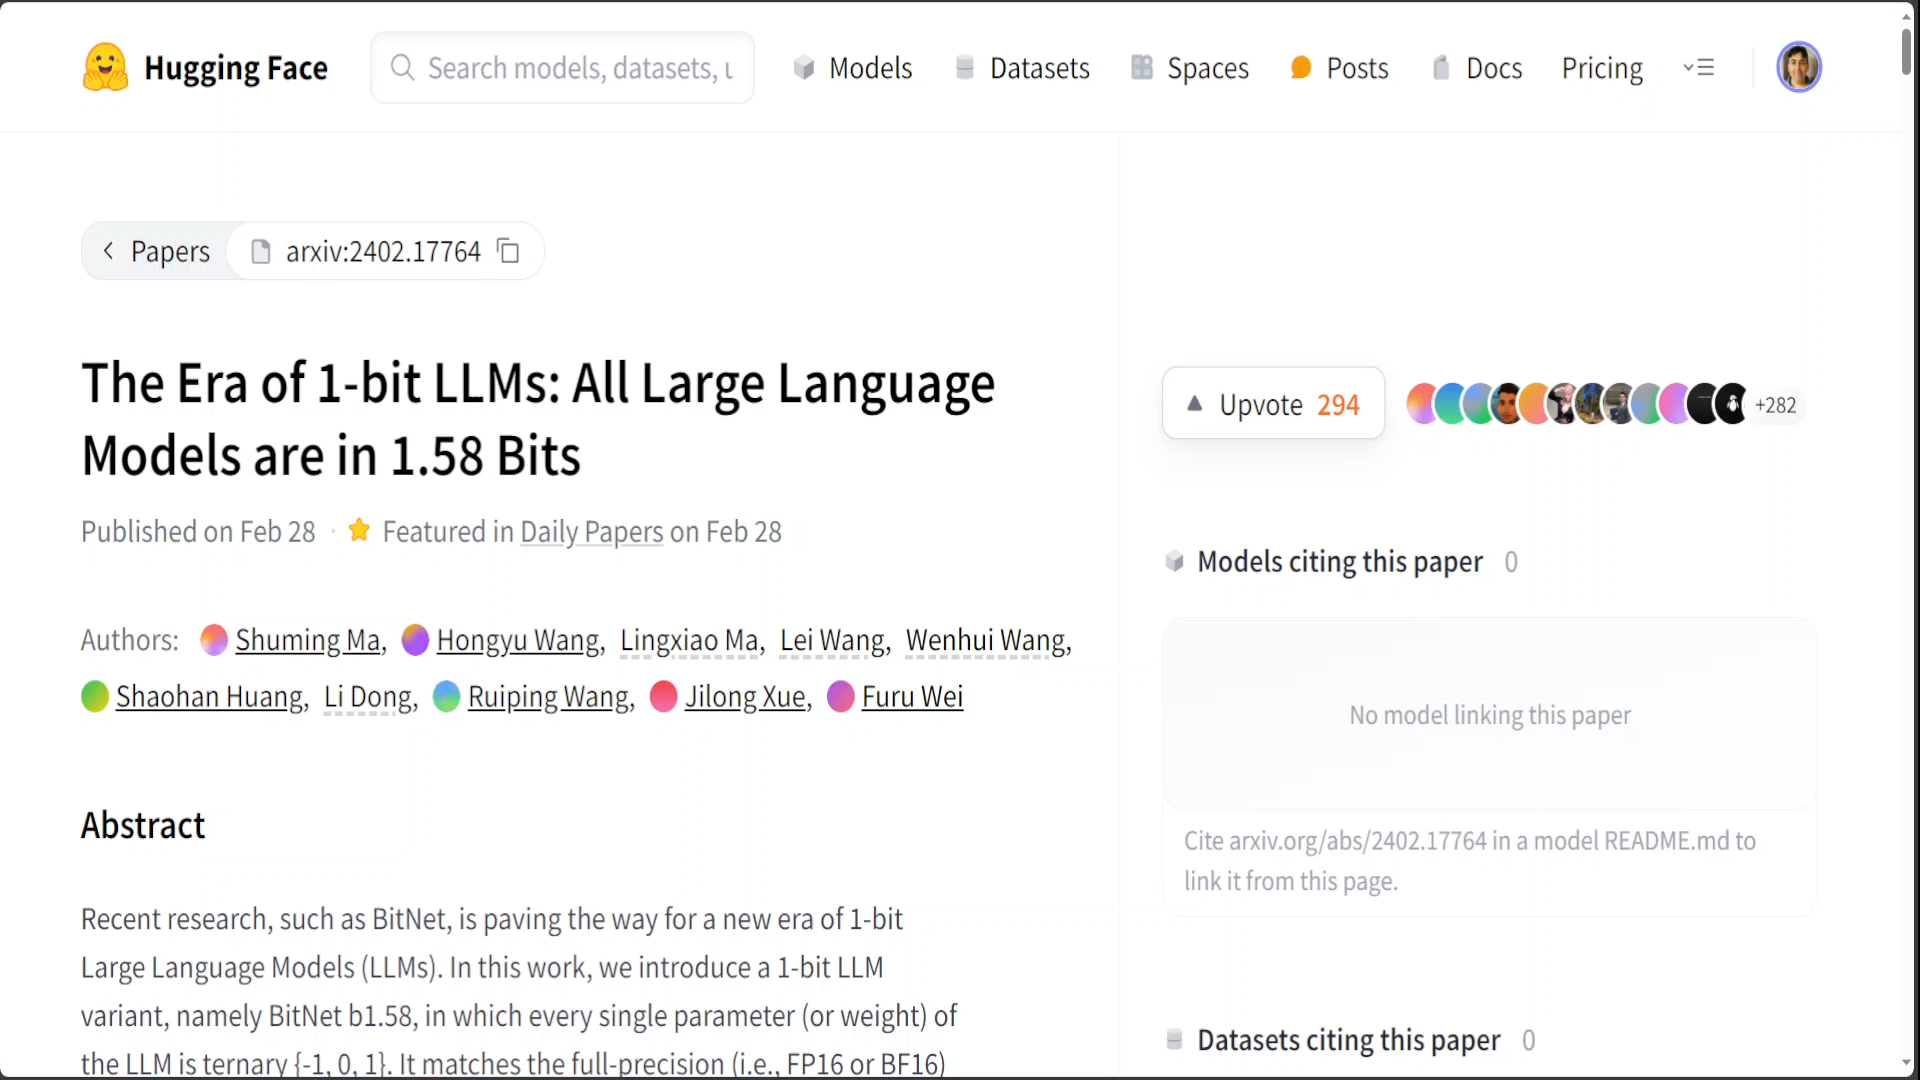 Hugging Face
Search models, datasets, u
Models
Datasets
Spaces
Posts
Docs
Pricing
Papers
arxiv:2402.17764
The Era of 1-bit LLMs: All Large Language
Models are in 1.58 Bits
Published on Feb 28 · Featured in Daily Papers on Feb 28
Authors: Shuming Ma, Hongyu Wang, Lingxiao Ma, Lei Wang, Wenhui Wang,
Shaohan Huang, Li Dong, Ruiping Wang, Jilong Xue, Furu Wei
Abstract
Recent research, such as BitNet, is paving the way for a new era of 1-bit
Large Language Models (LLMs). In this work, we introduce a 1-bit LLM
variant, namely BitNet b1.58, in which every single parameter (or weight) of
the LLM is ternary {-1, 0, 1}. It matches the full-precision (i.e., FP16 or BF16)
Upvote 294
+282
Models citing this paper 0
No model linking this paper
Cite arxiv.org/abs/2402.17764 in a model README.md to
link it from this page.
Datasets citing this paper 0